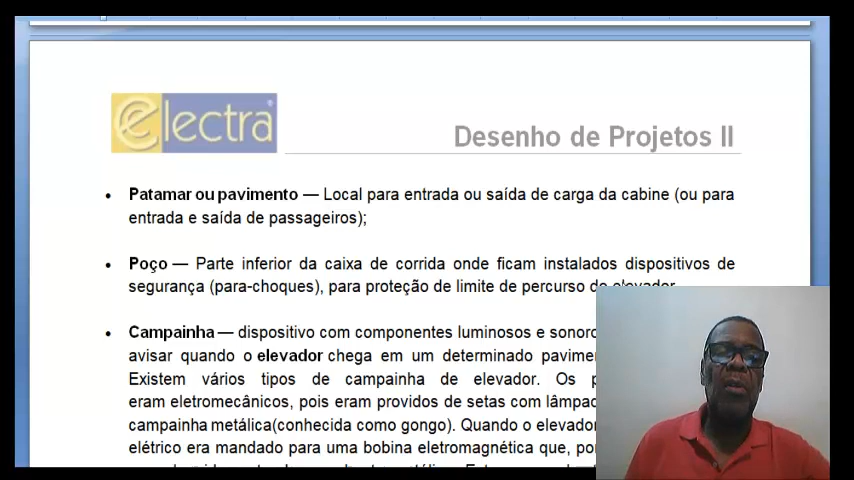 electra
Desenho de Projetos II
• Patamar ou pavimento — Local para entrada ou saída de carga da cabine (ou para
entrada e saída de passageiros);
• Poço — Parte inferior da caixa de corrida onde ficam instalados dispositivos de
segurança (para-choques), para proteção de limite de percurso do elevador.
• Campainha — dispositivo com componentes luminosos e
avisar quando o elevador chega em um determinado
Existem vários tipos de campainha de elevador. Os
eram eletromecânicos, pois eram providos de setas com
campainha metálica(conhecida como gongo). Quando o
elétrico era mandado para uma bobina eletromagnética que,